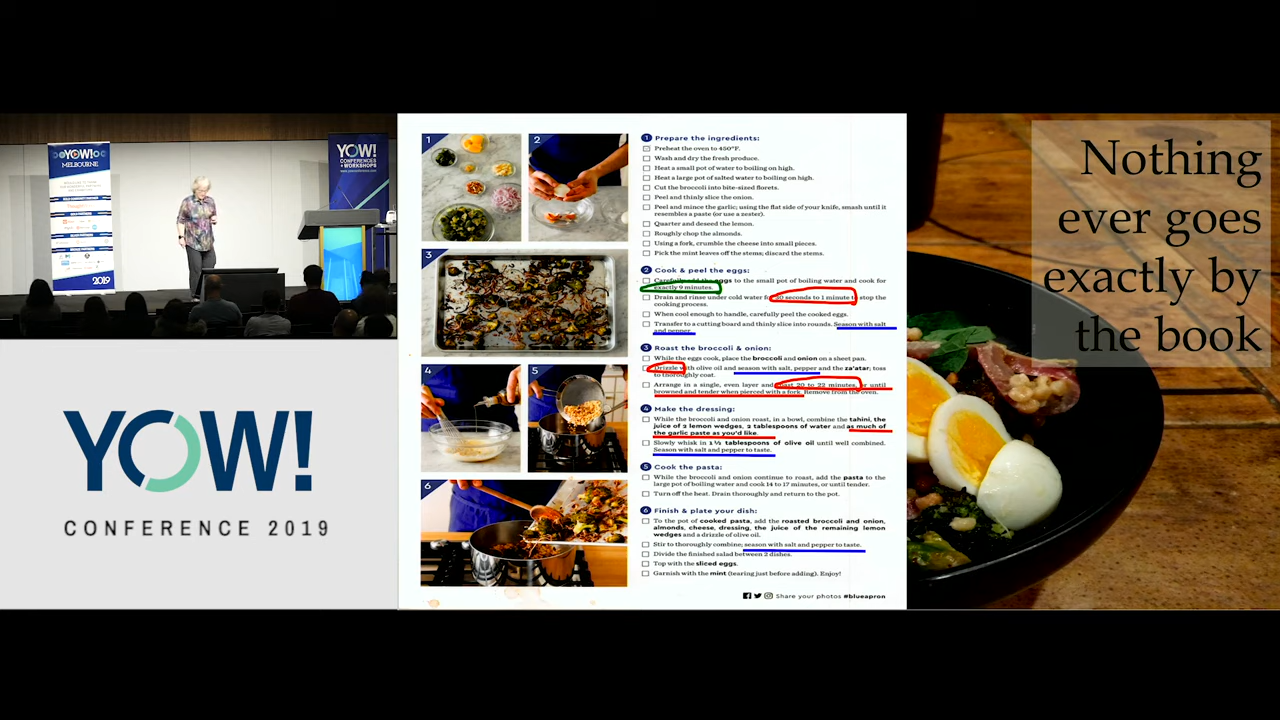 YOW!
MELBOURNE
2019
YOW!
CONFERENCES
+ WORKSHOPS
YOW!
CONFERENCE 2019
1
2
3
4
5
6
1 Prepare the ingredients:
Preheat the oven to 450°F.
Wash and dry the fresh produce.
Heat a small pot of water to boiling on high.
Heat a large pot of salted water to boiling on high.
Cut the broccoli into bite-sized florets.
Peel and thinly slice the onion.
Peel and mince the garlic; using the flat side of your knife, smash until it
resembles a paste (or use a zester).
Quarter and deseed the lemon.
Roughly chop the almonds.
Using a fork, crumble the cheese into small pieces.
Pick the mint leaves off the stems; discard the stems.
2 Cook & peel the eggs:
Carefully add the eggs to the small pot of boiling water and cook for
exactly 9 minutes.
Drain and rinse under cold water for 30 seconds to 1 minute to stop the
cooking process.
When cool enough to handle, carefully peel the cooked eggs.
Transfer to a cutting board and thinly slice into rounds. Season with salt
and pepper.
3 Roast the broccoli & onion:
While the eggs cook, place the broccoli and onion on a sheet pan.
Drizzle with olive oil and season with salt, pepper and the za'atar; toss
to thoroughly coat.
Arrange in a single, even layer and roast 20 to 22 minutes, or until
browned and tender when pierced with a fork. Remove from the oven.
4 Make the dressing:
While the broccoli and onion roast, in a bowl, combine the tahini, the
juice of 2 lemon wedges, 2 tablespoons of water and as much of
the garlic paste as you'd like.
Slowly whisk in 1 ½ tablespoons of olive oil until well combined.
Season with salt and pepper to taste.
5 Cook the pasta:
While the broccoli and onion continue to roast, add the pasta to the
large pot of boiling water and cook 14 to 17 minutes, or until tender.
Turn off the heat. Drain thoroughly and return to the pot.
6 Finish & plate your dish:
To the pot of cooked pasta, add the roasted broccoli and onion,
almonds, cheese, dressing, the juice of the remaining lemon
wedges and a drizzle of olive oil.
Stir to thoroughly combine; season with salt and pepper to taste.
Divide the finished salad between 2 dishes.
Top with the sliced eggs.
Garnish with the mint (tearing just before adding). Enjoy!
Share your photos #blueapron
Nothing
ever goes
exactly by
the book